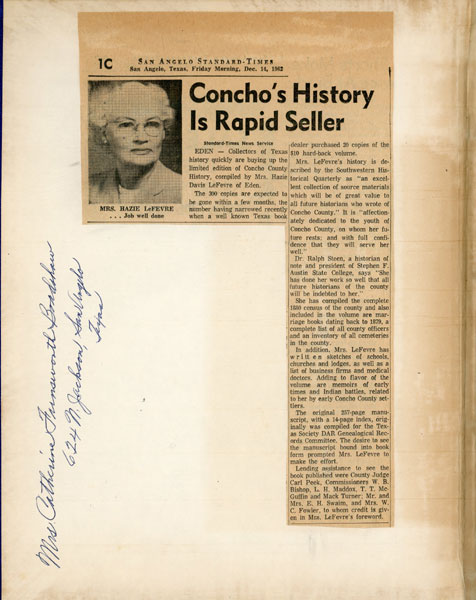 1C
SAN ANGELO STANDARD-TIMES
San Angelo, Texas, Friday Morning, Dec. 14, 1962
Concho's History
Is Rapid Seller
MRS. HAZIE LeFEVRE
. . . Job well done
Standard-Times News Service
EDEN — Collectors of Texas
history quickly are buying up the
limited edition of Concho County
History, compiled by Mrs. Hazie
Davis LeFevre of Eden.
The 300 copies are expected to
be gone within a few months, the
number having narrowed recently
when a well known Texas book
dealer purchased 20 copies of the
$10 hard-back volume.
Mrs. LeFevre's history is de-
scribed by the Southwestern His-
torical Quarterly as "an excel-
lent collection of source materials
which will be of great value to
all future historians who wrote of
Concho County." It is "affection-
ately dedicated to the youth of
Concho County, on whom her fu-
ture rests; and with full confi-
dence that they will serve her
well."
Dr. Ralph Steen, a historian of
note and president of Stephen F.
Austin State College, says "She
has done her work so well that all
future historians of the county
will be indebted to her."
She has compiled the complete
1880 census of the county and also
included in the volume are mar-
riage books dating back to 1879, a
complete list of all county officers
and an inventory of all cemeteries
in the county.
In addition, Mrs. LeFevre has
written sketches of schools,
churches and lodges, as well as a
list of business firms and medical
doctors. Adding to flavor of the
volume are memoirs of early
times and Indian battles, related
to her by early Concho County set-
tlers.
The original 257-page manu-
script, with a 14-page index, orig-
inally was compiled for the Tex-
as Society DAR Genealogical Rec-
ords Committee. The desire to see
the manuscript bound into book
form prompted Mrs. LeFevre to
make the effort.
Lending assistance to see the
book published were County Judge
Carl Peek, Commissioners W. B.
Bishop, L. H. Maddox, T. T. Mc-
Guffin and Mack Turner; Mr. and
Mrs. E. H. Swaim, and Mrs. W.
C. Fowler, to whom credit is giv-
en in Mrs. LeFevre's foreword.
Mrs Catherine Farnsworth Bradshaw
624 N. Jackson San Angelo
Texas